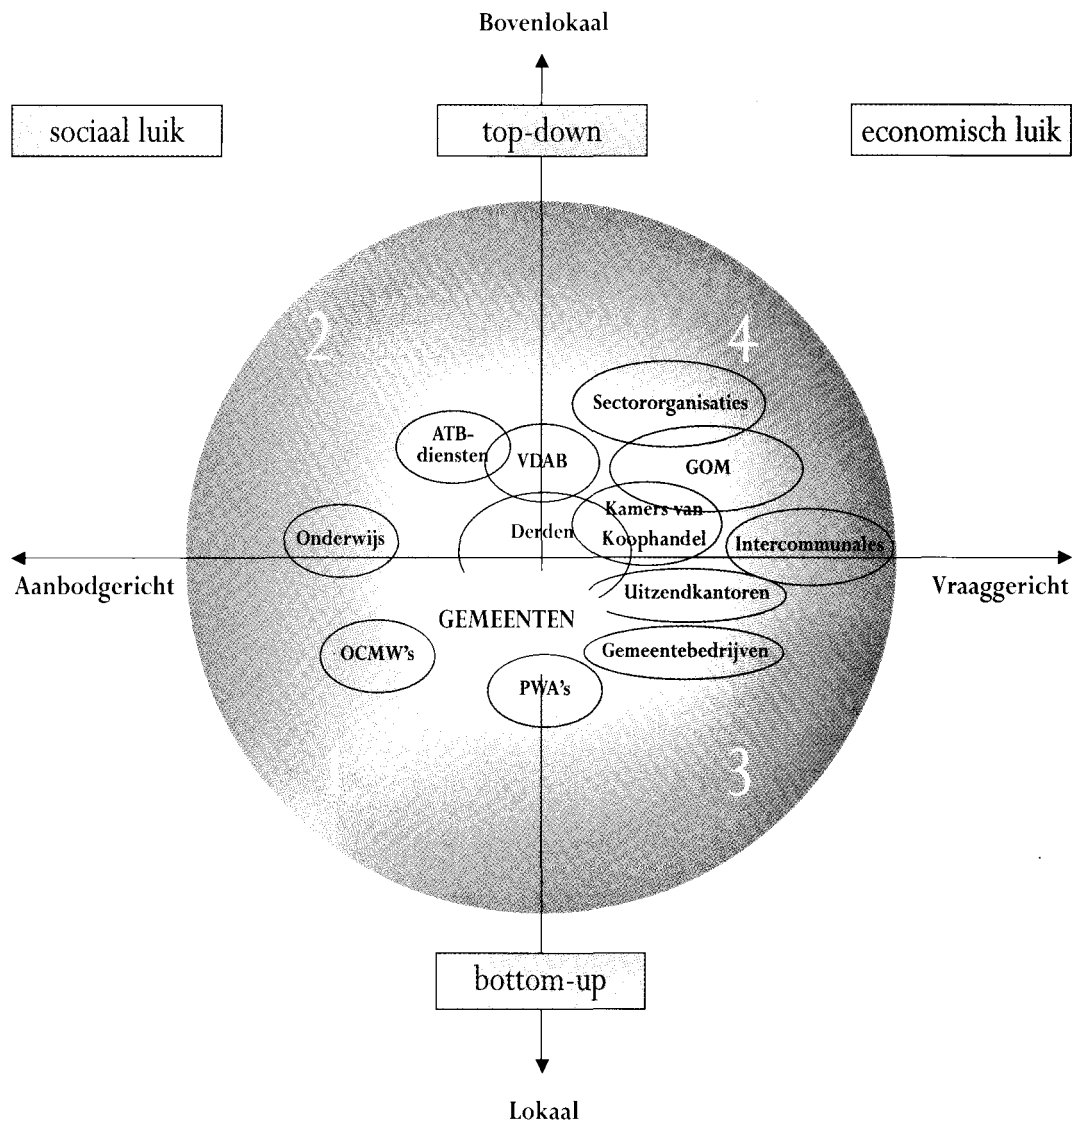 Bovenlokaal
sociaal luik
top-down
economisch luik
2
4
Sectororganisaties
ATB-
diensten
VDAB
GOM
Kamers van
Koophandel
Derden
Onderwijs
Intercommunales
Aanbodgericht
Vraaggericht
Uitzendkantoren
GEMEENTEN
OCMW's
Gemeentebedrijven
PWA's
1
3
bottom-up
Lokaal